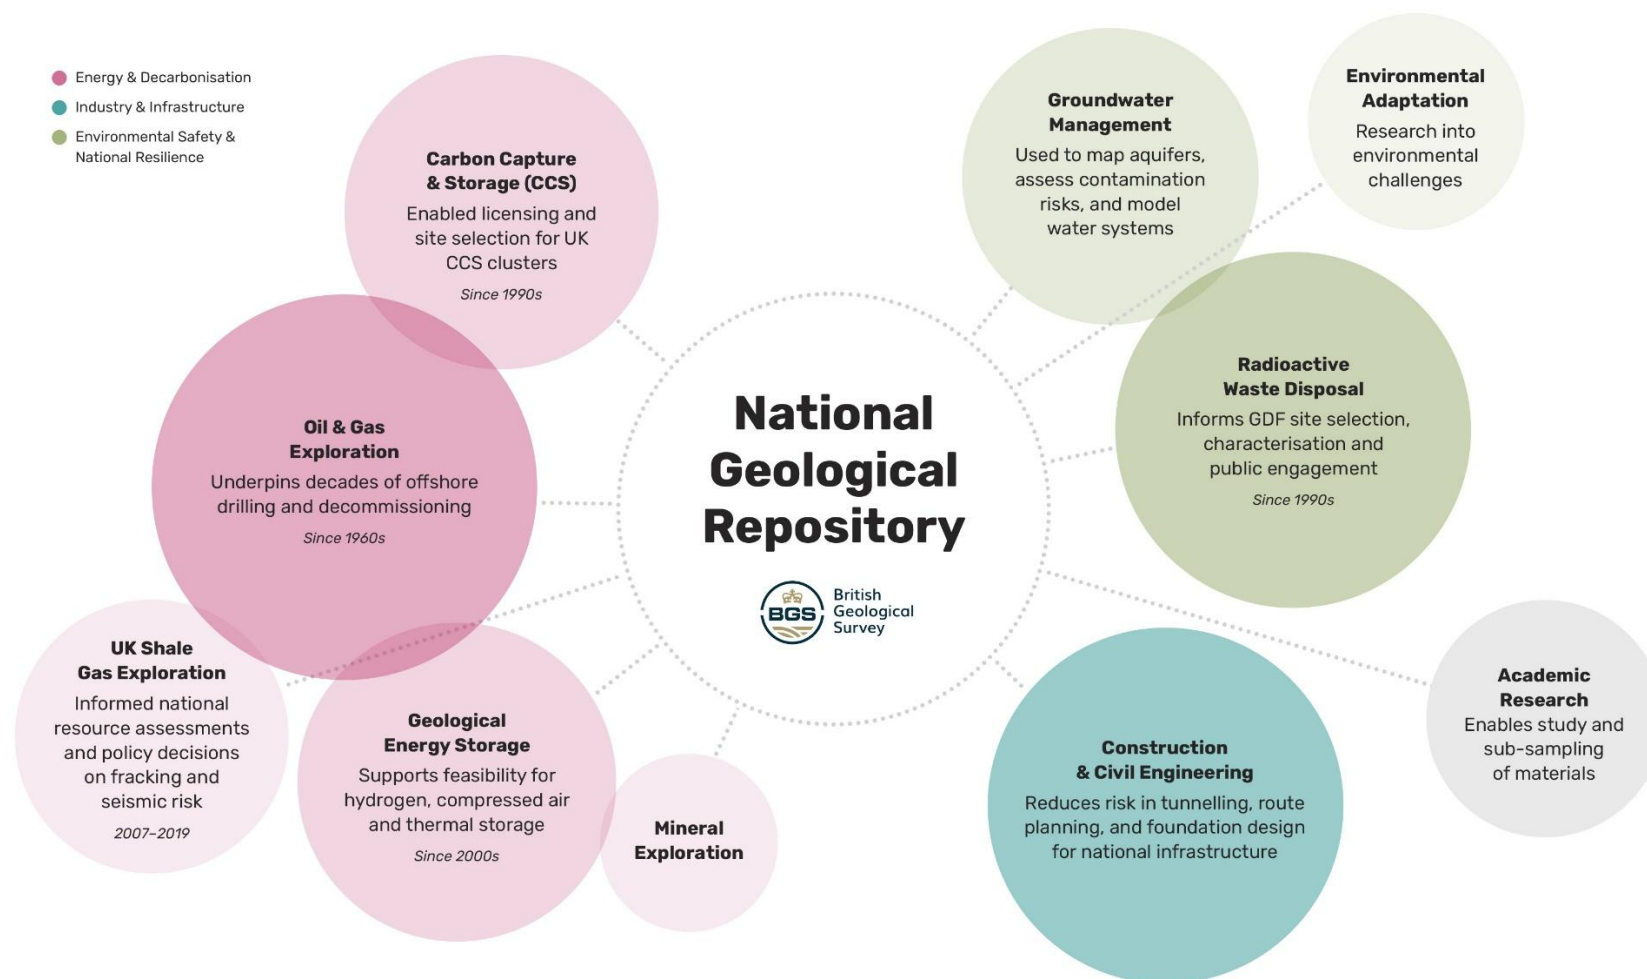 Energy & Decarbonisation
Industry & Infrastructure
Environmental Safety &
National Resilience
Carbon Capture
& Storage (CCS)
Enabled licensing and
site selection for UK
CCS clusters
Since 1990s
Oil & Gas
Exploration
Underpins decades of offshore
drilling and decommissioning
Since 1960s
UK Shale
Gas Exploration
Informed national
resource assessments
and policy decisions
on fracking and
seismic risk
2007–2019
Geological
Energy Storage
Supports feasibility for
hydrogen, compressed air
and thermal storage
Since 2000s
Mineral
Exploration
National
Geological
Repository
BGS
British
Geological
Survey
Groundwater
Management
Used to map aquifers,
assess contamination
risks, and model
water systems
Environmental
Adaptation
Research into
environmental
challenges
Radioactive
Waste Disposal
Informs GDF site selection,
characterisation and
public engagement
Since 1990s
Construction
& Civil Engineering
Reduces risk in tunnelling, route
planning, and foundation design
for national infrastructure
Academic
Research
Enables study and
sub-sampling
of materials